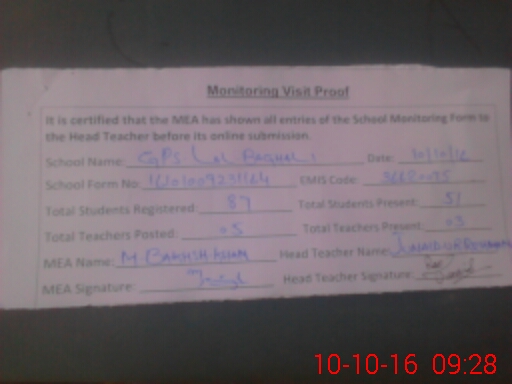 Monitoring Visit Proof
It is certified that the MEA has shown all entries of the School Monitoring Form to
the Head Teacher before its online submission.
School Name: GPS Date: 10/10/16
School Form No: EMIS Code:
Total Students Registered: 87 Total Students Present: 51
Total Teachers Posted: 05 Total Teachers Present: 03
MEA Name: M. Head Teacher Name:
MEA Signature: Head Teacher Signature:
10-10-16 09:28